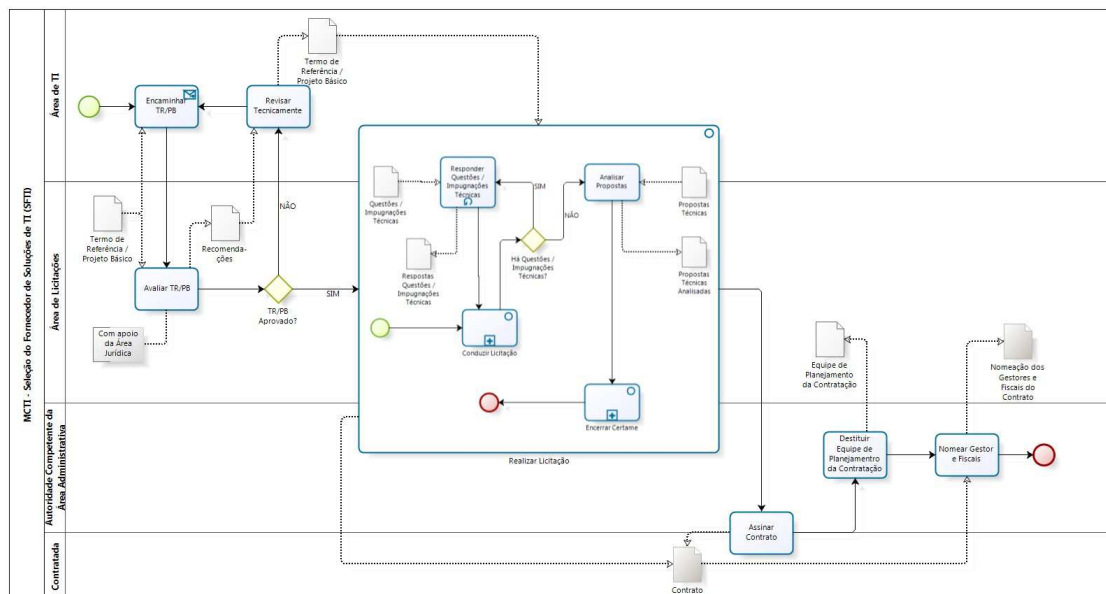 MCTI - Seleção do Fornecedor de Soluções de TI (SFTI)
Área de TI
Encaminhar
TR/PB
Revisar
Tecnicamente
Termo de
Referência /
Projeto Básico
Área de Licitações
Termo de
Referência /
Projeto Básico
Recomenda-
ções
NÃO
Avaliar TR/PB
TR/PB
Aprovado?
SIM
Com apoio
da Área
Jurídica
Responder
Questões /
Impugnações
Técnicas
Questões /
Impugnações
Técnicas
Respostas
Questões /
Impugnações
Técnicas
SIM
NÃO
Há Questões /
Impugnações
Técnicas?
Analisar
Propostas
Propostas
Técnicas
Propostas
Técnicas
Analisadas
Conduzir Licitação
Encerrar Certame
Realizar Licitação
Equipe de
Planejamento
da Contratação
Nomeação dos
Gestores e
Fiscais do
Contrato
Autoridade Competente da
Área Administrativa
Destituir
Equipe de
Planejamento
da Contratação
Nomear Gestor
e Fiscais
Assinar
Contrato
Contratada
Contrato